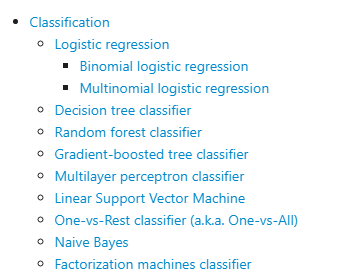 Classification
Logistic regression
Binomial logistic regression
Multinomial logistic regression
Decision tree classifier
Random forest classifier
Gradient-boosted tree classifier
Multilayer perceptron classifier
Linear Support Vector Machine
One-vs-Rest classifier (a.k.a. One-vs-All)
Naive Bayes
Factorization machines classifier